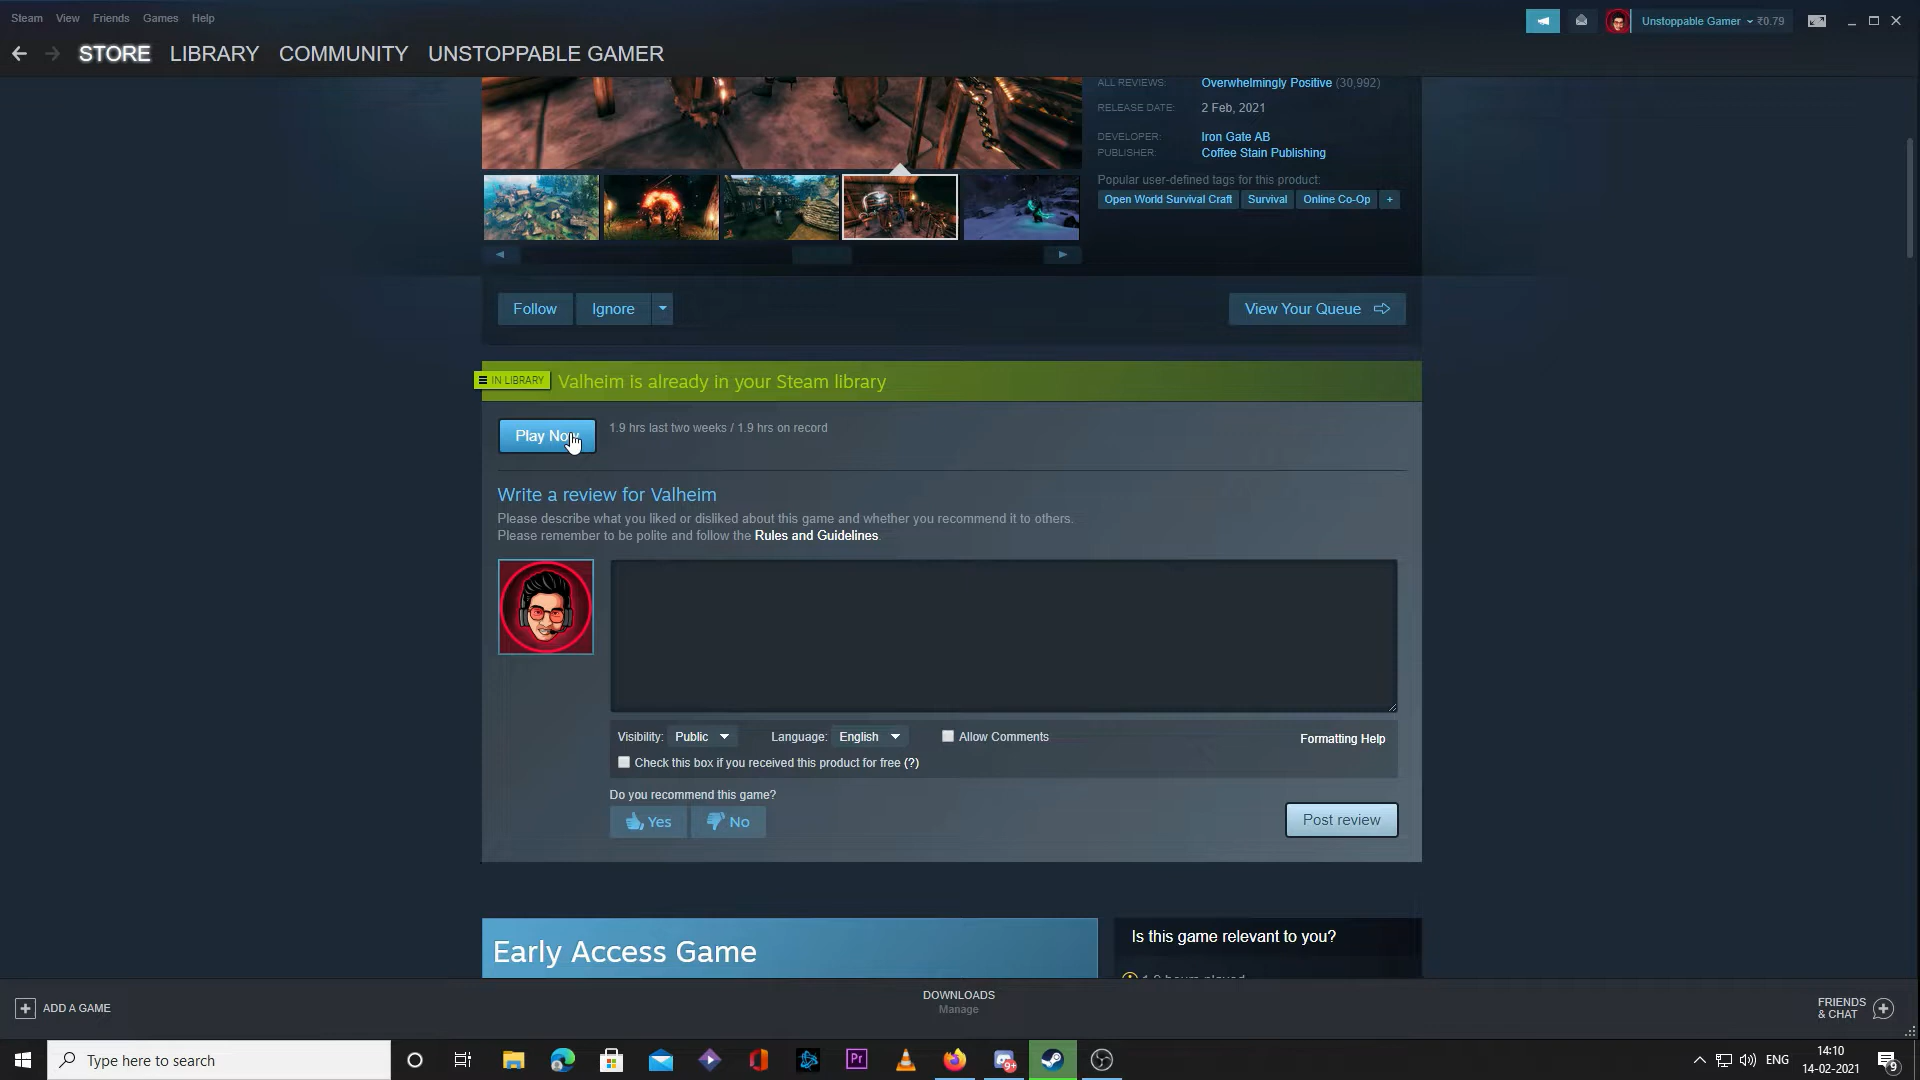 Steam View Friends Games Help
Unstoppable Gamer ₹0.79
STORE LIBRARY COMMUNITY UNSTOPPABLE GAMER
ALL REVIEWS: Overwhelmingly Positive (30,992)
RELEASE DATE: 2 Feb, 2021
DEVELOPER: Iron Gate AB
PUBLISHER: Coffee Stain Publishing
Popular user-defined tags for this product:
Open World Survival Craft Survival Online Co-Op +
Follow Ignore View Your Queue
IN LIBRARY Valheim is already in your Steam library
Play Now 1.9 hrs last two weeks / 1.9 hrs on record
Write a review for Valheim
Please describe what you liked or disliked about this game and whether you recommend it to others.
Please remember to be polite and follow the Rules and Guidelines
Visibility: Public Language: English Allow Comments Formatting Help
Check this box if you received this product for free (?)
Do you recommend this game?
Yes No
Post review
Early Access Game
Is this game relevant to you?
ADD A GAME
DOWNLOADS
Manage
FRIENDS
& CHAT
Type here to search
Pr
9+
ENG
14:10
14-02-2021
9